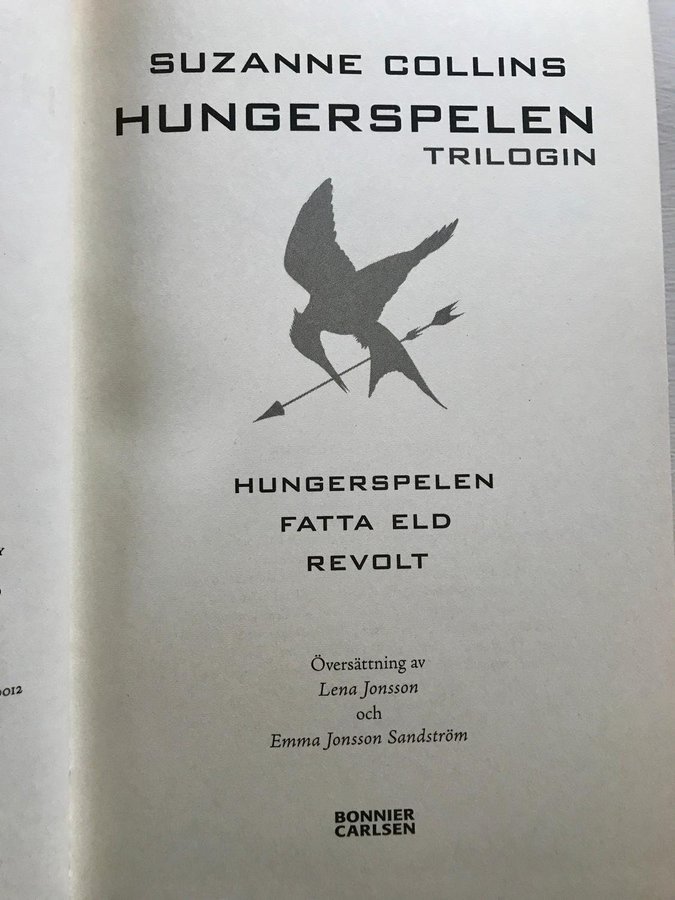 SUZANNE COLLINS
HUNGERSPELEN
TRILOGIN
HUNGERSPELEN
FATTA ELD
REVOLT
Översättning av
Lena Jonsson
och
Emma Jonsson Sandström
BONNIER
CARLSEN